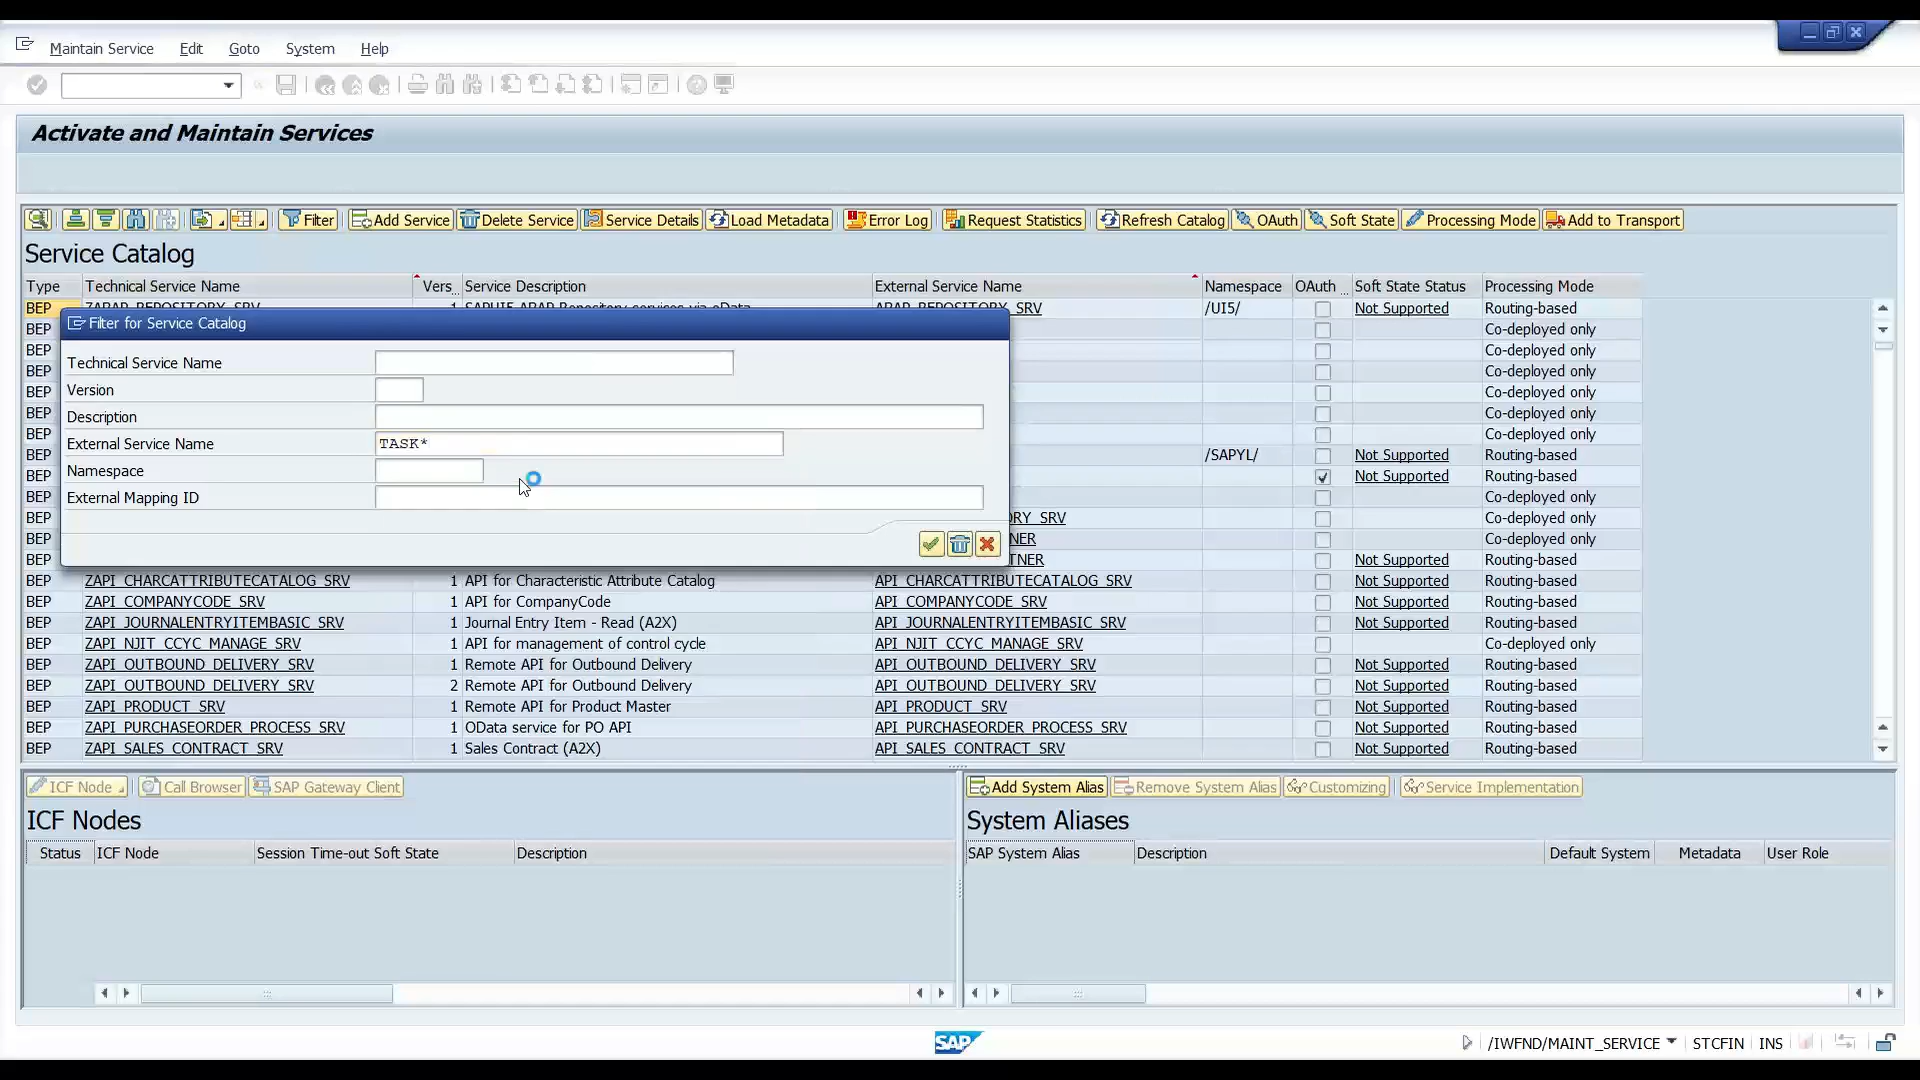 Maintain Service Edit Goto System Help
Activate and Maintain Services
Filter Add Service Delete Service Service Details Load Metadata Error Log Request Statistics Refresh Catalog OAuth Soft State Processing Mode Add to Transport
Service Catalog
Type Technical Service Name Vers.. Service Description External Service Name Namespace OAuth .. Soft State Status Processing Mode
BEP ZABAP_REPOSITORY_SRV 1 SAPUI5 ABAP Repository services via oData ABAP_REPOSITORY_SRV /UI5/ Not Supported Routing-based
Filter for Service Catalog
BEP Co-deployed only
BEP Co-deployed only
Technical Service Name
BEP Co-deployed only
Version
BEP Co-deployed only
Description
BEP Co-deployed only
BEP Co-deployed only
External Service Name TASK*
BEP /SAPYL/ Not Supported Routing-based
Namespace
BEP Not Supported Routing-based
External Mapping ID
BEP Co-deployed only
BEP ORY_SRV Co-deployed only
BEP NER Co-deployed only
BEP TNER Not Supported Routing-based
BEP ZAPI_CHARCATTRIBUTECATALOG_SRV 1 API for Characteristic Attribute Catalog API_CHARCATTRIBUTECATALOG_SRV Not Supported Routing-based
BEP ZAPI_COMPANYCODE_SRV 1 API for CompanyCode API_COMPANYCODE_SRV Not Supported Routing-based
BEP ZAPI_JOURNALENTRYITEMBASIC_SRV 1 Journal Entry Item - Read (A2X) API_JOURNALENTRYITEMBASIC_SRV Not Supported Routing-based
BEP ZAPI_NJIT_CCYC_MANAGE_SRV 1 API for management of control cycle API_NJIT_CCYC_MANAGE_SRV Co-deployed only
BEP ZAPI_OUTBOUND_DELIVERY_SRV 1 Remote API for Outbound Delivery API_OUTBOUND_DELIVERY_SRV Not Supported Routing-based
BEP ZAPI_OUTBOUND_DELIVERY_SRV 2 Remote API for Outbound Delivery API_OUTBOUND_DELIVERY_SRV Not Supported Routing-based
BEP ZAPI_PRODUCT_SRV 1 Remote API for Product Master API_PRODUCT_SRV Not Supported Routing-based
BEP ZAPI_PURCHASEORDER_PROCESS_SRV 1 OData service for PO API API_PURCHASEORDER_PROCESS_SRV Not Supported Routing-based
BEP ZAPI_SALES_CONTRACT_SRV 1 Sales Contract (A2X) API_SALES_CONTRACT_SRV Not Supported Routing-based
ICF Node Call Browser SAP Gateway Client Add System Alias Remove System Alias Customizing Service Implementation
ICF Nodes System Aliases
Status ICF Node Session Time-out Soft State Description SAP System Alias Description Default System Metadata User Role
SAP /IWFND/MAINT_SERVICE STCFIN INS